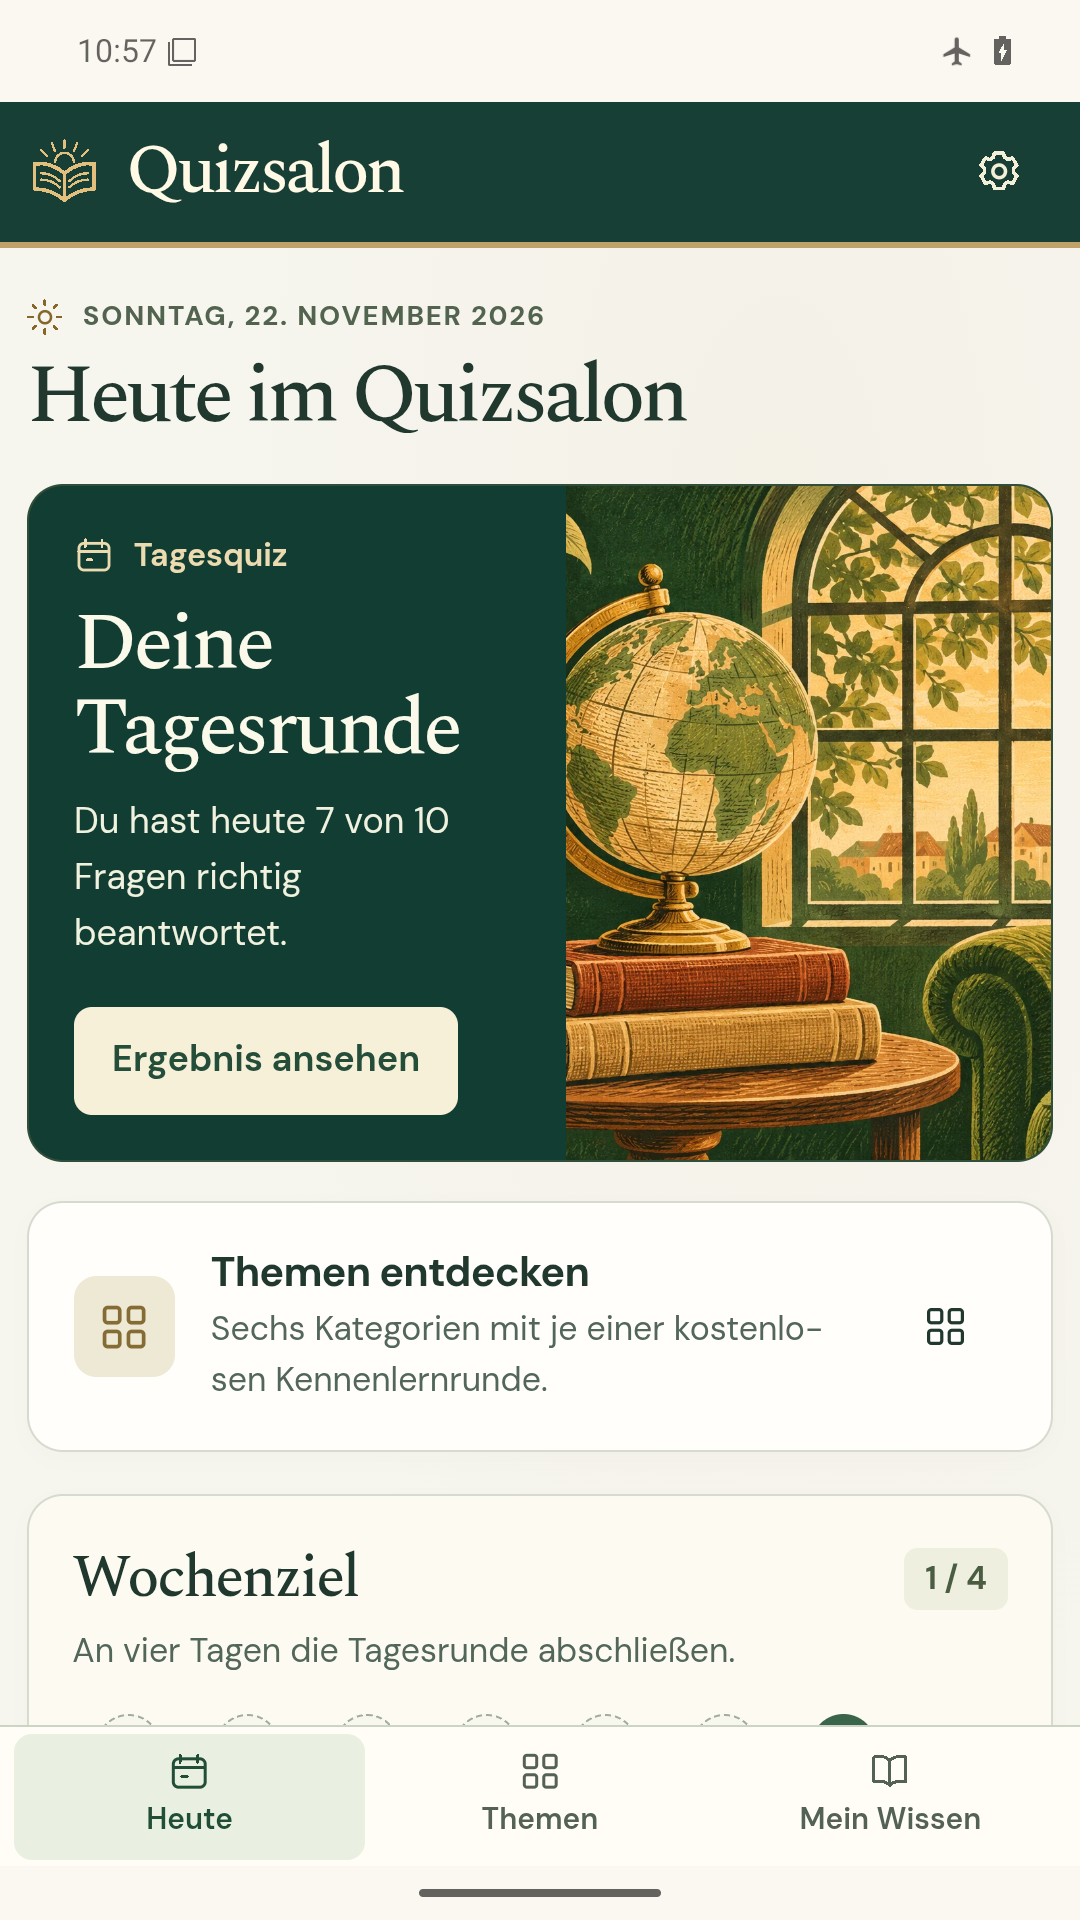 10:57
Quizsalon
SONNTAG, 22. NOVEMBER 2026
Heute im Quizsalon
Tagesquiz
Deine
Tagesrunde
Du hast heute 7 von 10
Fragen richtig
beantwortet.
Ergebnis ansehen
Themen entdecken
Sechs Kategorien mit je einer kostenlo-
sen Kennenlernrunde.
Wochenziel
1 / 4
An vier Tagen die Tagesrunde abschließen.
Heute
Themen
Mein Wissen